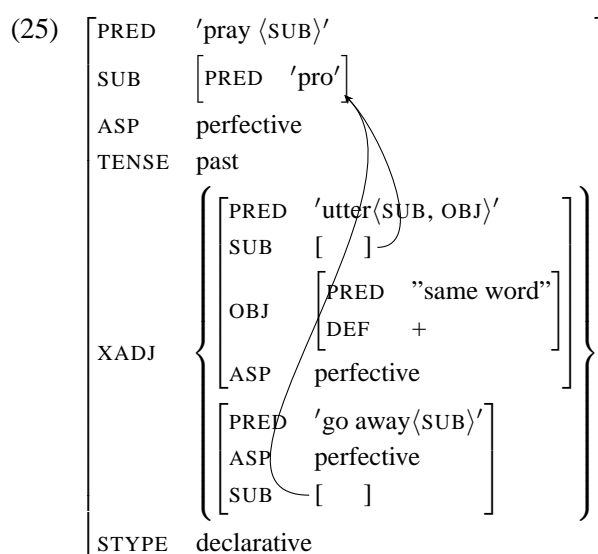 (25)
PRED ′pray ⟨SUB⟩′
SUB [PRED ′pro′]
ASP perfective
TENSE past
PRED ′utter⟨SUB, OBJ⟩′
SUB [ ]
OBJ [PRED ”same word”
DEF +]
XADJ
ASP perfective
PRED ′go away⟨SUB⟩′
ASP perfective
SUB [ ]
STYPE declarative